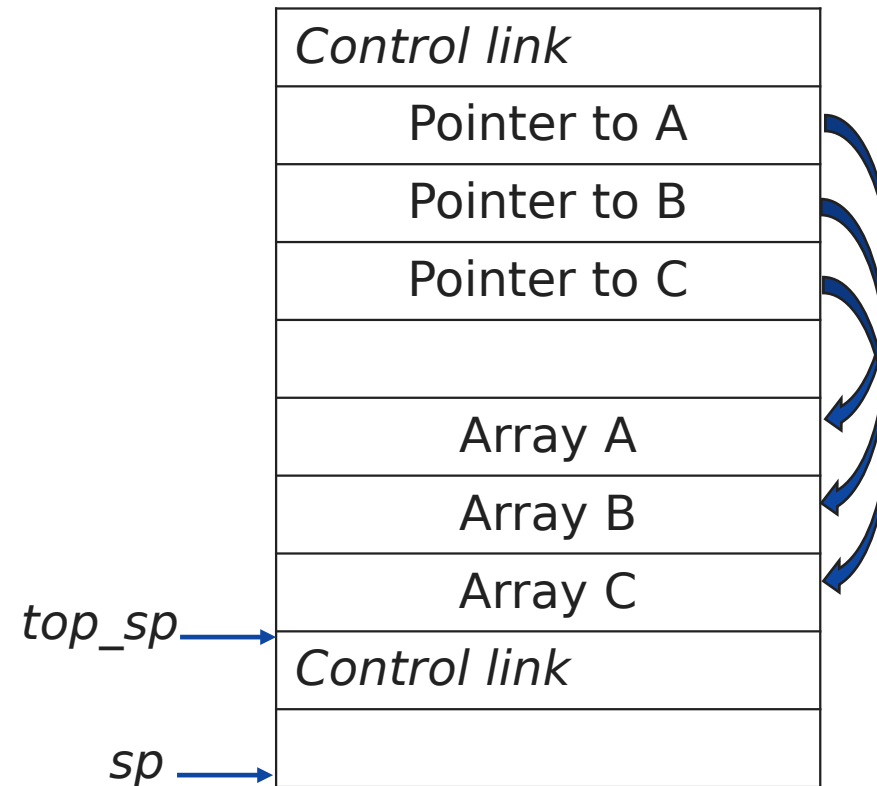 Control link
Pointer to A
Pointer to B
Pointer to C
Array A
Array B
Array C
top_sp
Control link
sp